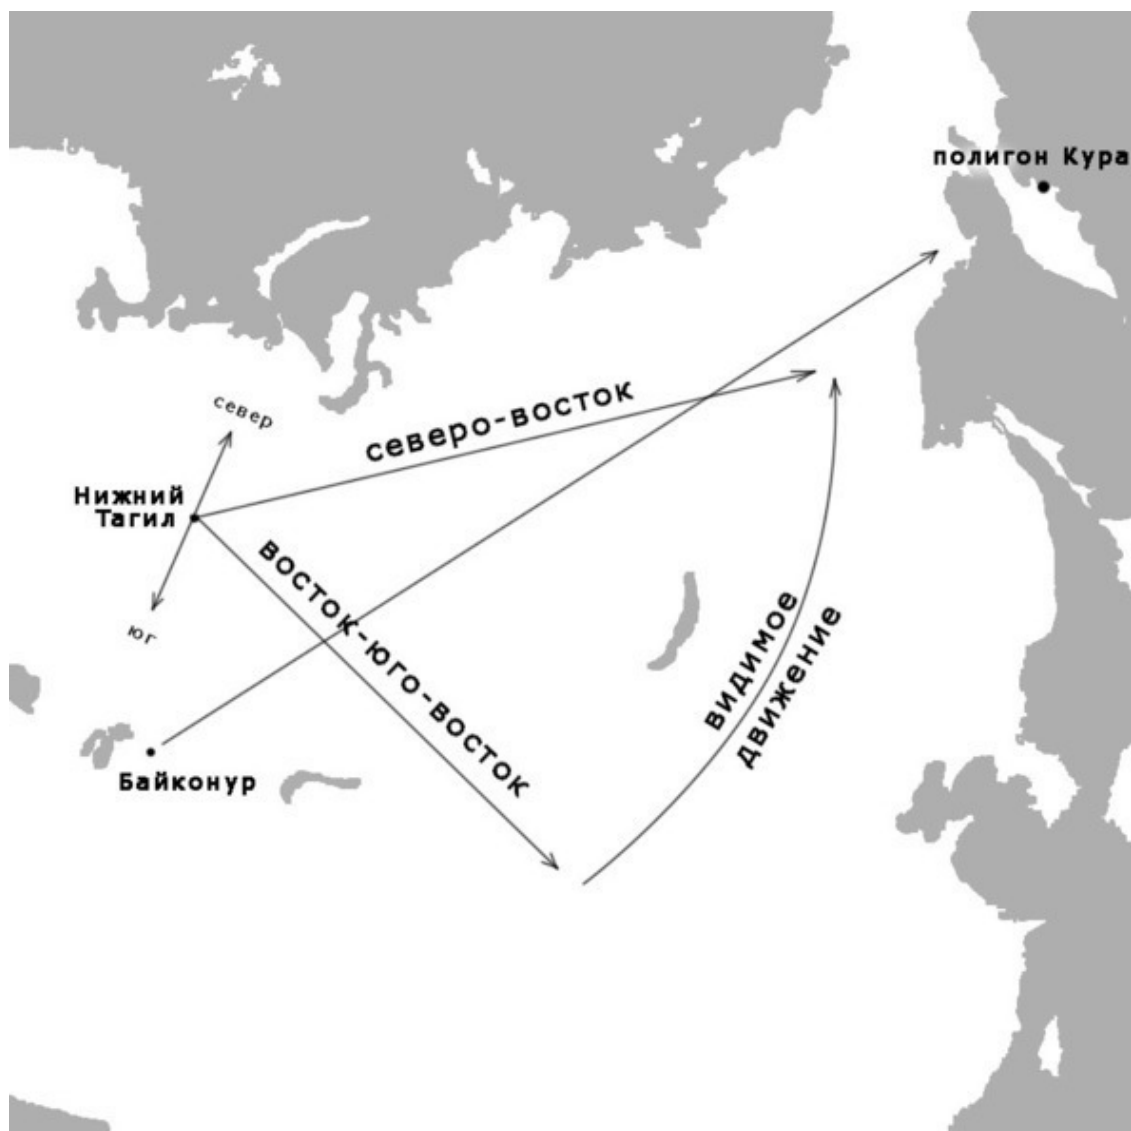 полигон Кура
север
северо-восток
Нижний
Тагил
восток-юго-восток
юг
видимое
движение
Байконур